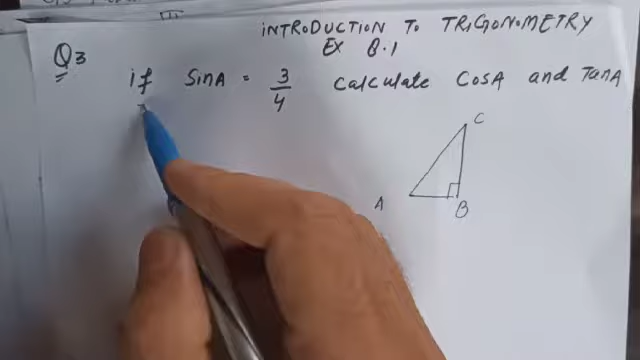 INTRODUCTION TO TRIGONOMETRY
EX 8.1
Q3
if SinA = 3/4 Calculate CosA and TanA
C
A
B